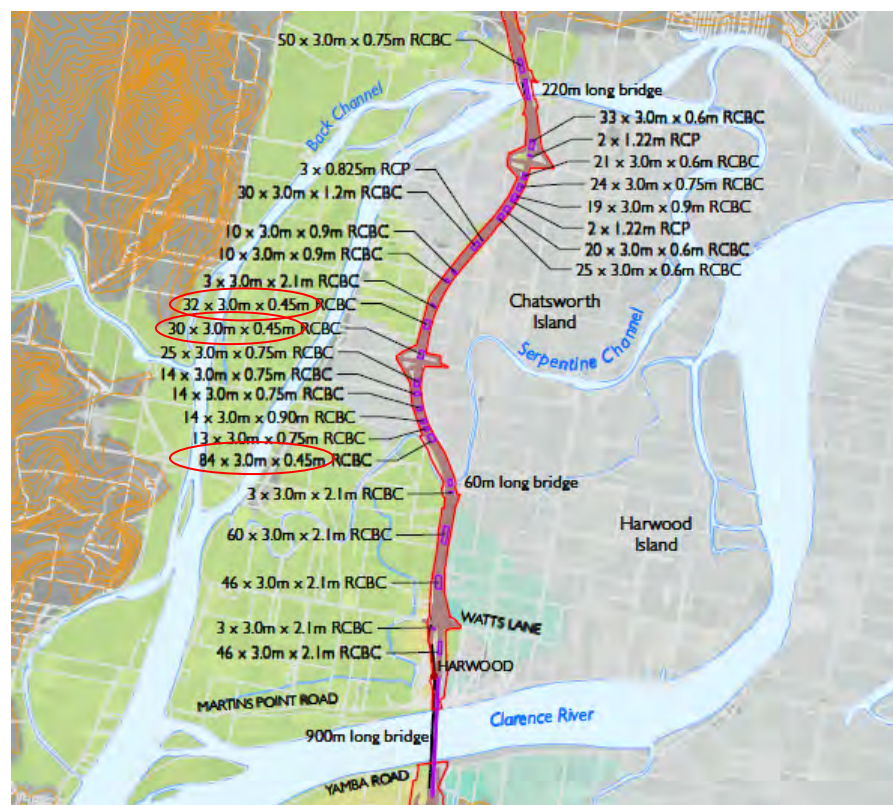 50 x 3.0m x 0.75m RCBC
220m long bridge
Back Channel
33 x 3.0m x 0.6m RCBC
2 x 1.22m RCP
3 x 0.825m RCP
21 x 3.0m x 0.6m RCBC
30 x 3.0m x 1.2m RCBC
24 x 3.0m x 0.75m RCBC
19 x 3.0m x 0.9m RCBC
10 x 3.0m x 0.9m RCBC
2 x 1.22m RCP
10 x 3.0m x 0.9m RCBC
20 x 3.0m x 0.6m RCBC
25 x 3.0m x 0.6m RCBC
3 x 3.0m x 2.1m RCBC
32 x 3.0m x 0.45m RCBC
Chatsworth
Island
30 x 3.0m x 0.45m RCBC
Serpentine Channel
25 x 3.0m x 0.75m RCBC
14 x 3.0m x 0.75m RCBC
14 x 3.0m x 0.75m RCBC
14 x 3.0m x 0.90m RCBC
13 x 3.0m x 0.75m RCBC
84 x 3.0m x 0.45m RCBC
60m long bridge
3 x 3.0m x 2.1m RCBC
Harwood
Island
60 x 3.0m x 2.1m RCBC
46 x 3.0m x 2.1m RCBC
WATTS LANE
3 x 3.0m x 2.1m RCBC
46 x 3.0m x 2.1m RCBC
HARWOOD
MARTINS POINT ROAD
Clarence River
900m long bridge
YAMBA ROAD